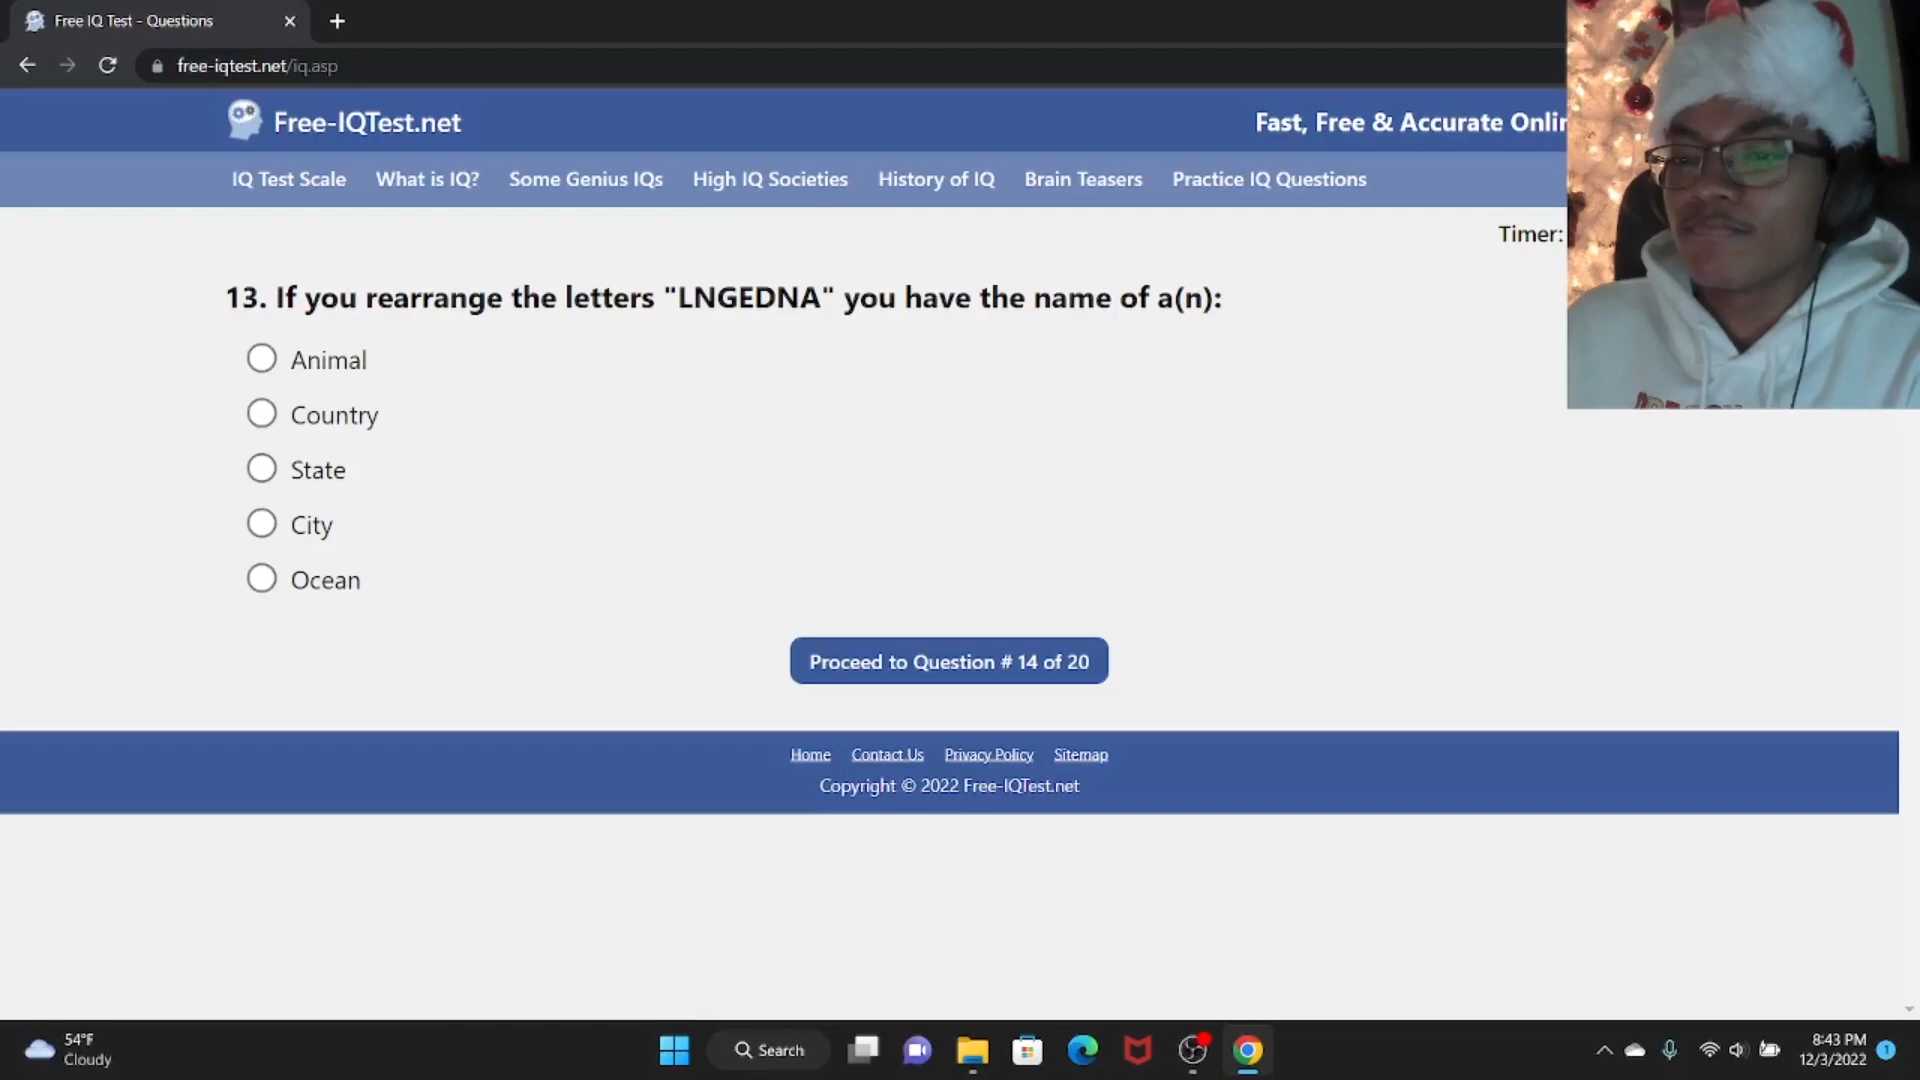 Free IQ Test - Questions
free-iqtest.net/iq.asp
Free-IQTest.net
Fast, Free & Accurate
IQ Test Scale What is IQ? Some Genius IQs High IQ Societies History of IQ Brain Teasers Practice IQ Questions
Timer:
13. If you rearrange the letters "LNGEDNA" you have the name of a(n):
Animal
Country
State
City
Ocean
Proceed to Question # 14 of 20
Home Contact Us Privacy Policy Sitemap
Copyright © 2022 Free-IQTest.net
54°F
Cloudy
Search
8:43 PM
12/3/2022
1